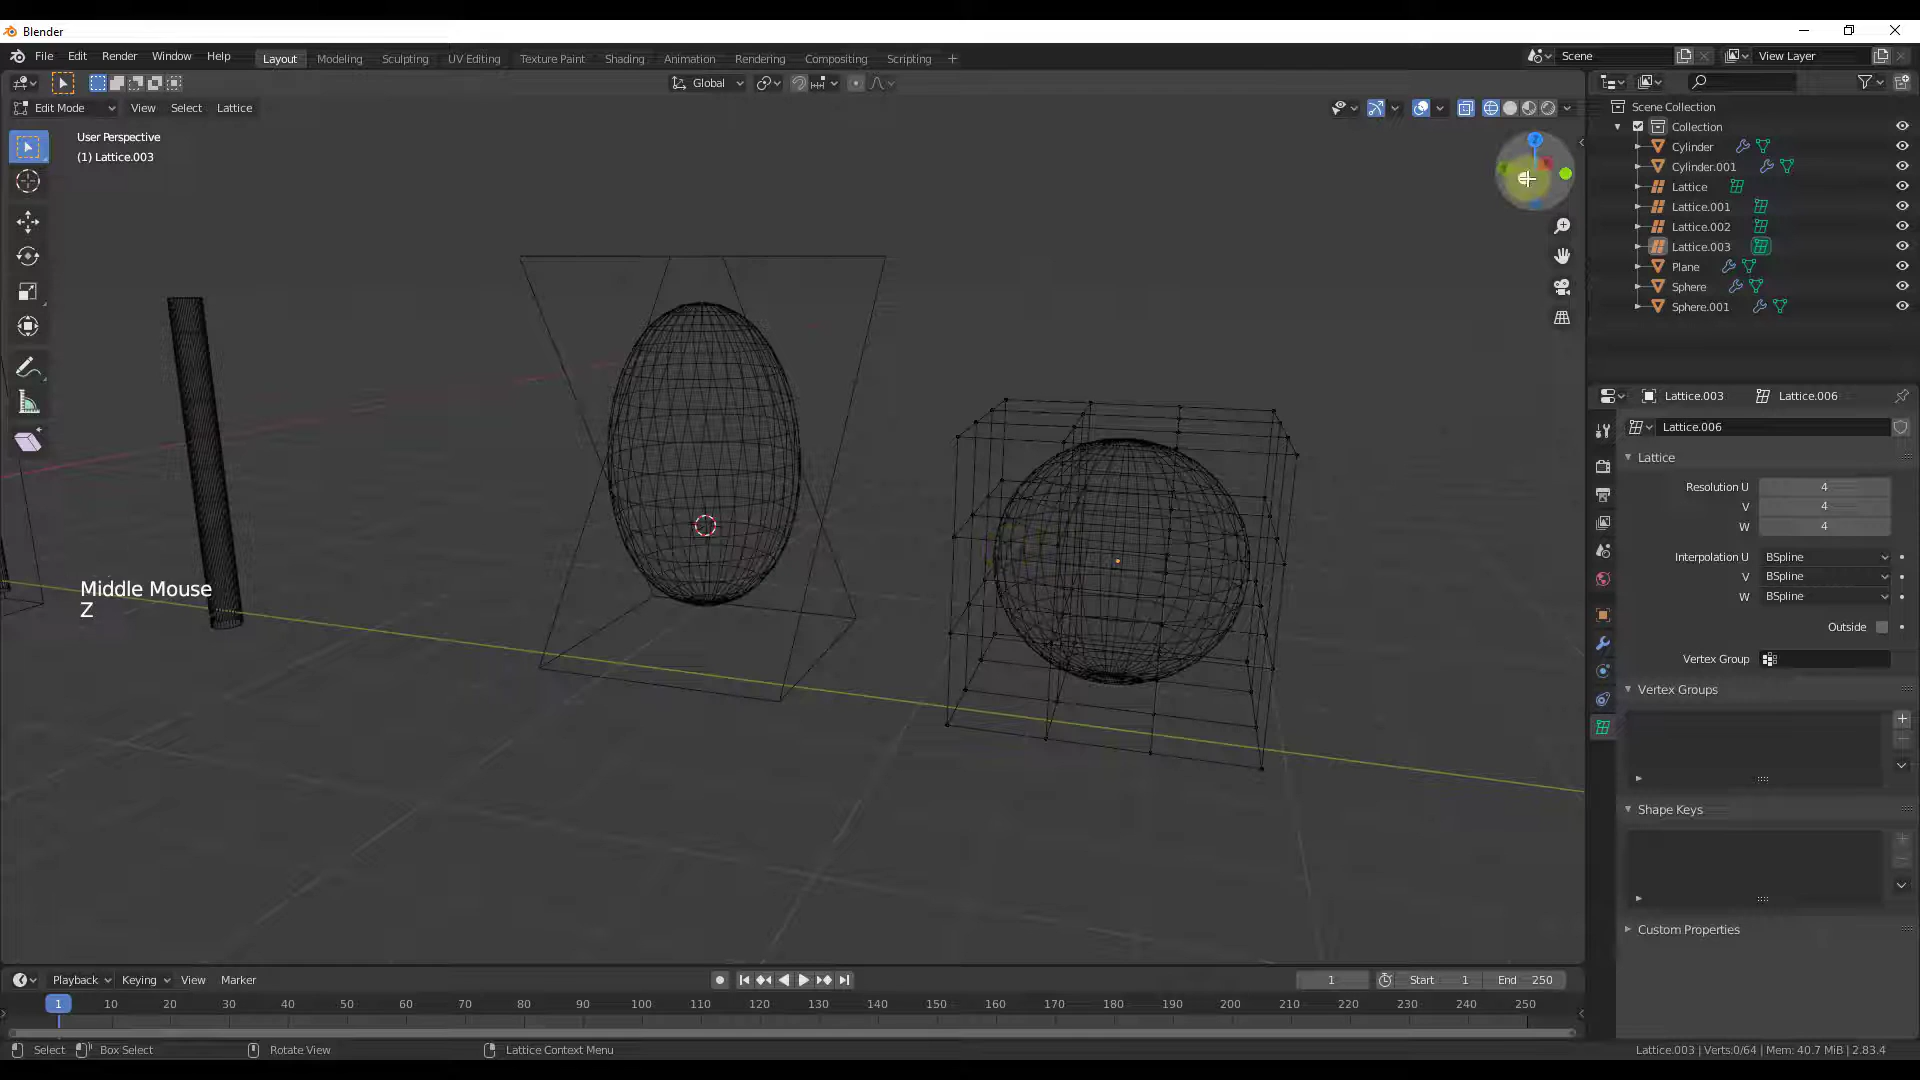 Blender
File Edit Render Window Help Layout Modeling Sculpting UV Editing Texture Paint Shading Animation Rendering Compositing Scripting + Scene View Layer
Global
Edit Mode View Select Lattice
User Perspective
(1) Lattice.003
Z
Scene Collection
Collection
Cylinder
Cylinder.001
Lattice
Lattice.001
Lattice.002
Lattice.003
Plane
Sphere
Sphere.001
Lattice.003 Lattice.006
Lattice.006
Lattice
Resolution U 4
V 4
W 4
Interpolation U BSpline
V BSpline
W BSpline
Outside
Vertex Group
Vertex Groups
Shape Keys
Custom Properties
Middle Mouse
Z
Playback Keying View Marker 1 Start 1 End 250
1 10 20 30 40 50 60 70 80 90 100 110 120 130 140 150 160 170 180 190 200 210 220 230 240 250
Select Box Select Rotate View Lattice Context Menu Lattice.003 | Verts:0/64 | Mem: 40.7 MiB | 2.83.4